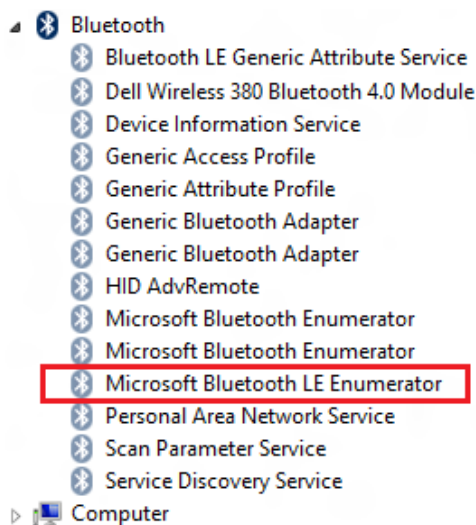 Bluetooth
Bluetooth LE Generic Attribute Service
Dell Wireless 380 Bluetooth 4.0 Module
Device Information Service
Generic Access Profile
Generic Attribute Profile
Generic Bluetooth Adapter
Generic Bluetooth Adapter
HID AdvRemote
Microsoft Bluetooth Enumerator
Microsoft Bluetooth Enumerator
Microsoft Bluetooth LE Enumerator
Personal Area Network Service
Scan Parameter Service
Service Discovery Service
Computer